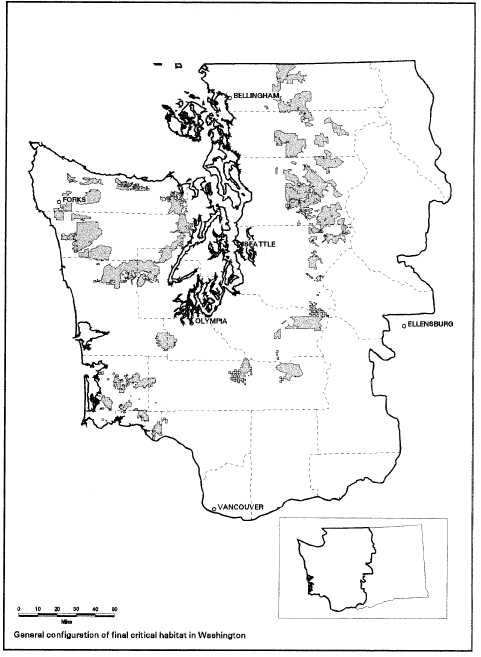 BELLINGHAM
FORKS
SEATTLE
OLYMPIA
ELLENSBURG
VANCOUVER
0 10 20 30 40 50
Miles
General configuration of final critical habitat in Washington